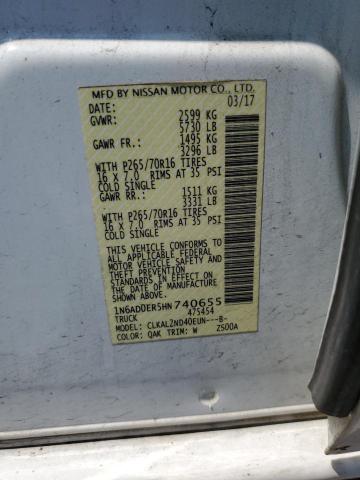 MFD BY NISSAN MOTOR CO., LTD.
DATE: 03/17
GVWR: 2599 KG
5730 LB
GAWR FR.: 1495 KG
3296 LB
WITH P265/70R16 TIRES
16 X 7.0 RIMS AT 35 PSI
COLD SINGLE
GAWR RR.: 1511 KG
3331 LB
WITH P265/70R16 TIRES
16 X 7.0 RIMS AT 35 PSI
COLD SINGLE
THIS VEHICLE CONFORMS TO
ALL APPLICABLE FEDERAL
MOTOR VEHICLE SAFETY
STANDARDS IN EFFECT ON
THE DATE OF MANUFACTURE
SHOWN ABOVE.
1N6AD0ER5HN740655
TRUCK 475454
MODEL: CLKALZND40EUN---B-
COLOR: QAK TRIM: W Z500A